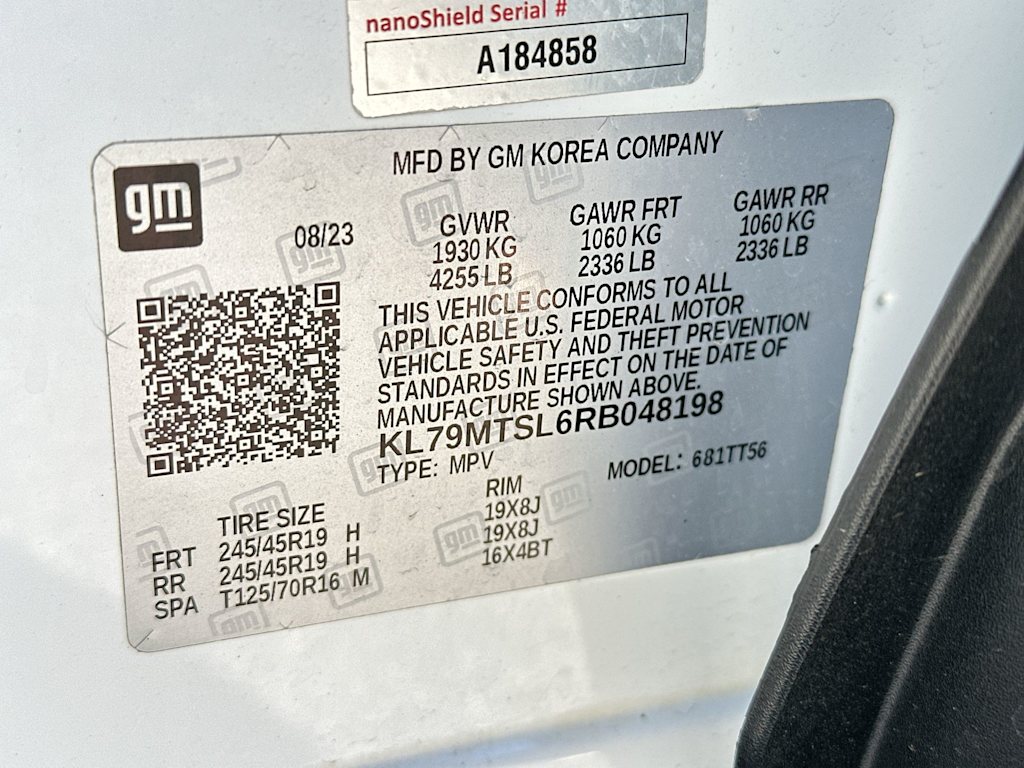 nanoShield Serial #
A184858
MFD BY GM KOREA COMPANY
gm
08/23
GVWR GAWR FRT GAWR RR
1930 KG 1060 KG 1060 KG
4255 LB 2336 LB 2336 LB
THIS VEHICLE CONFORMS TO ALL
APPLICABLE U.S. FEDERAL MOTOR
VEHICLE SAFETY AND THEFT PREVENTION
STANDARDS IN EFFECT ON THE DATE OF
MANUFACTURE SHOWN ABOVE.
KL79MTSL6RB048198
TYPE: MPV MODEL: 681TT56
TIRE SIZE RIM
FRT 245/45R19 H 19X8J
RR 245/45R19 H 19X8J
SPA T125/70R16 M 16X4BT